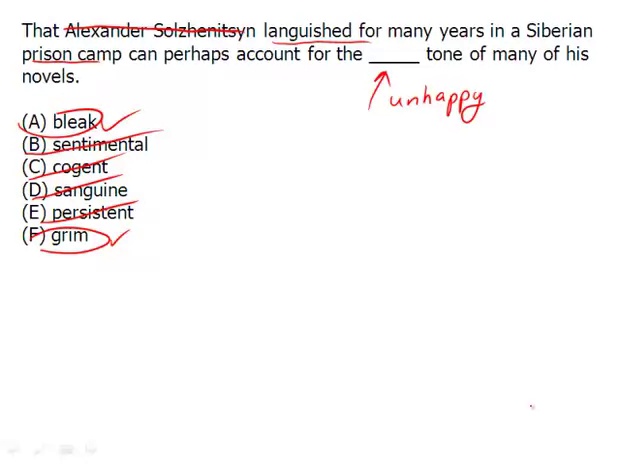 That Alexander Solzhenitsyn languished for many years in a Siberian
prison camp can perhaps account for the _____ tone of many of his
novels.
unhappy
(A) bleak
(B) sentimental
(C) cogent
(D) sanguine
(E) persistent
(F) grim